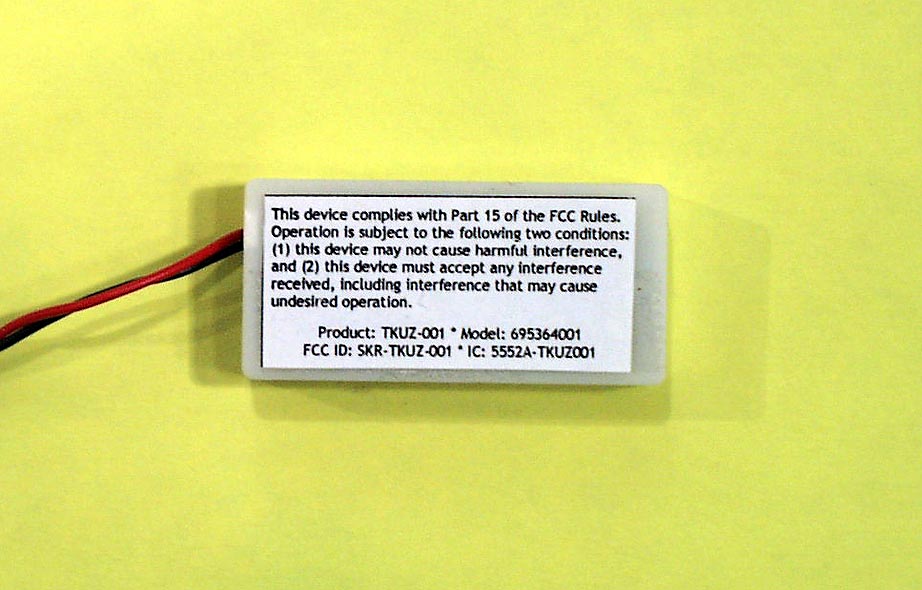 This device complies with Part 15 of the FCC Rules.
Operation is subject to the following two conditions:
(1) this device may not cause harmful interference,
and (2) this device must accept any interference
received, including interference that may cause
undesired operation.
Product: TKUZ-001 * Model: 695364001
FCC ID: SKR-TKUZ-001 * IC: 5552A-TKUZ001